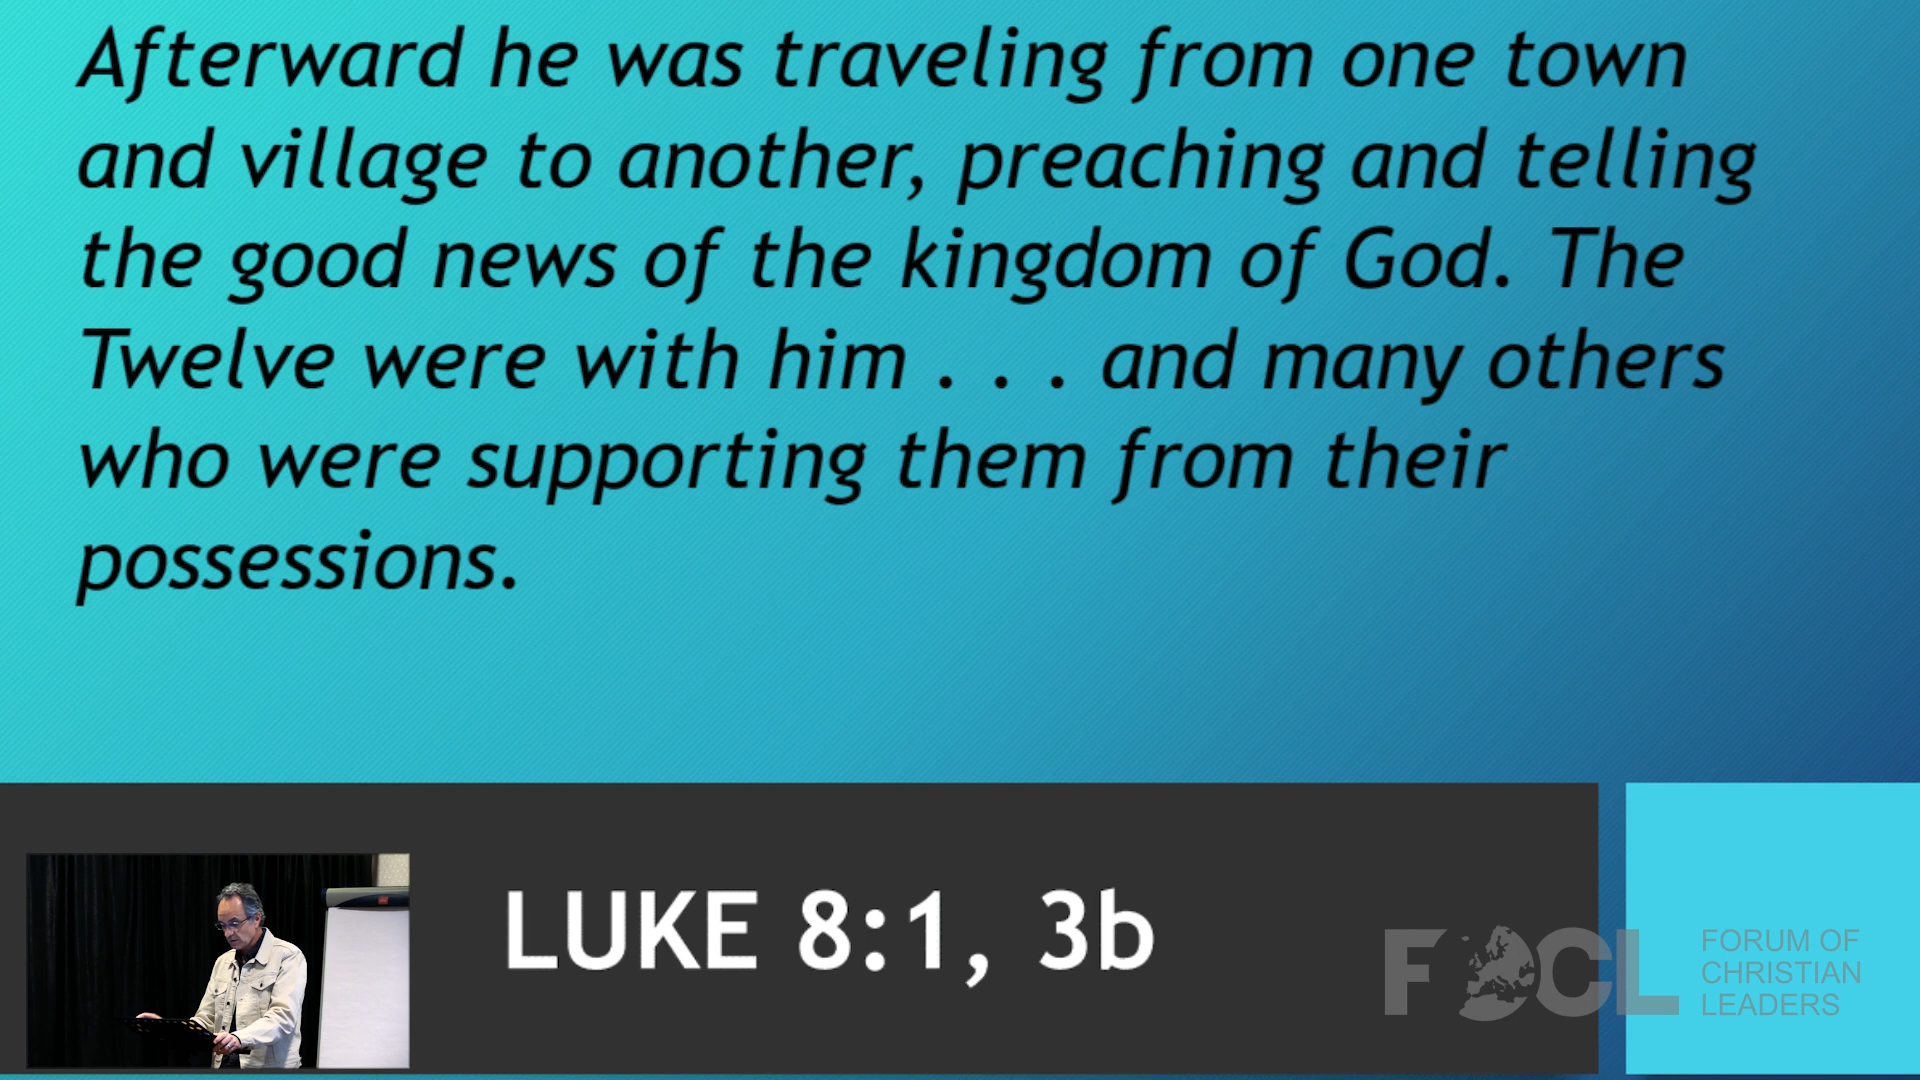 Afterward he was traveling from one town
and village to another, preaching and telling
the good news of the kingdom of God. The
Twelve were with him . . . and many others
who were supporting them from their
possessions.
LUKE 8:1, 3b
FOCL
FORUM OF
CHRISTIAN
LEADERS